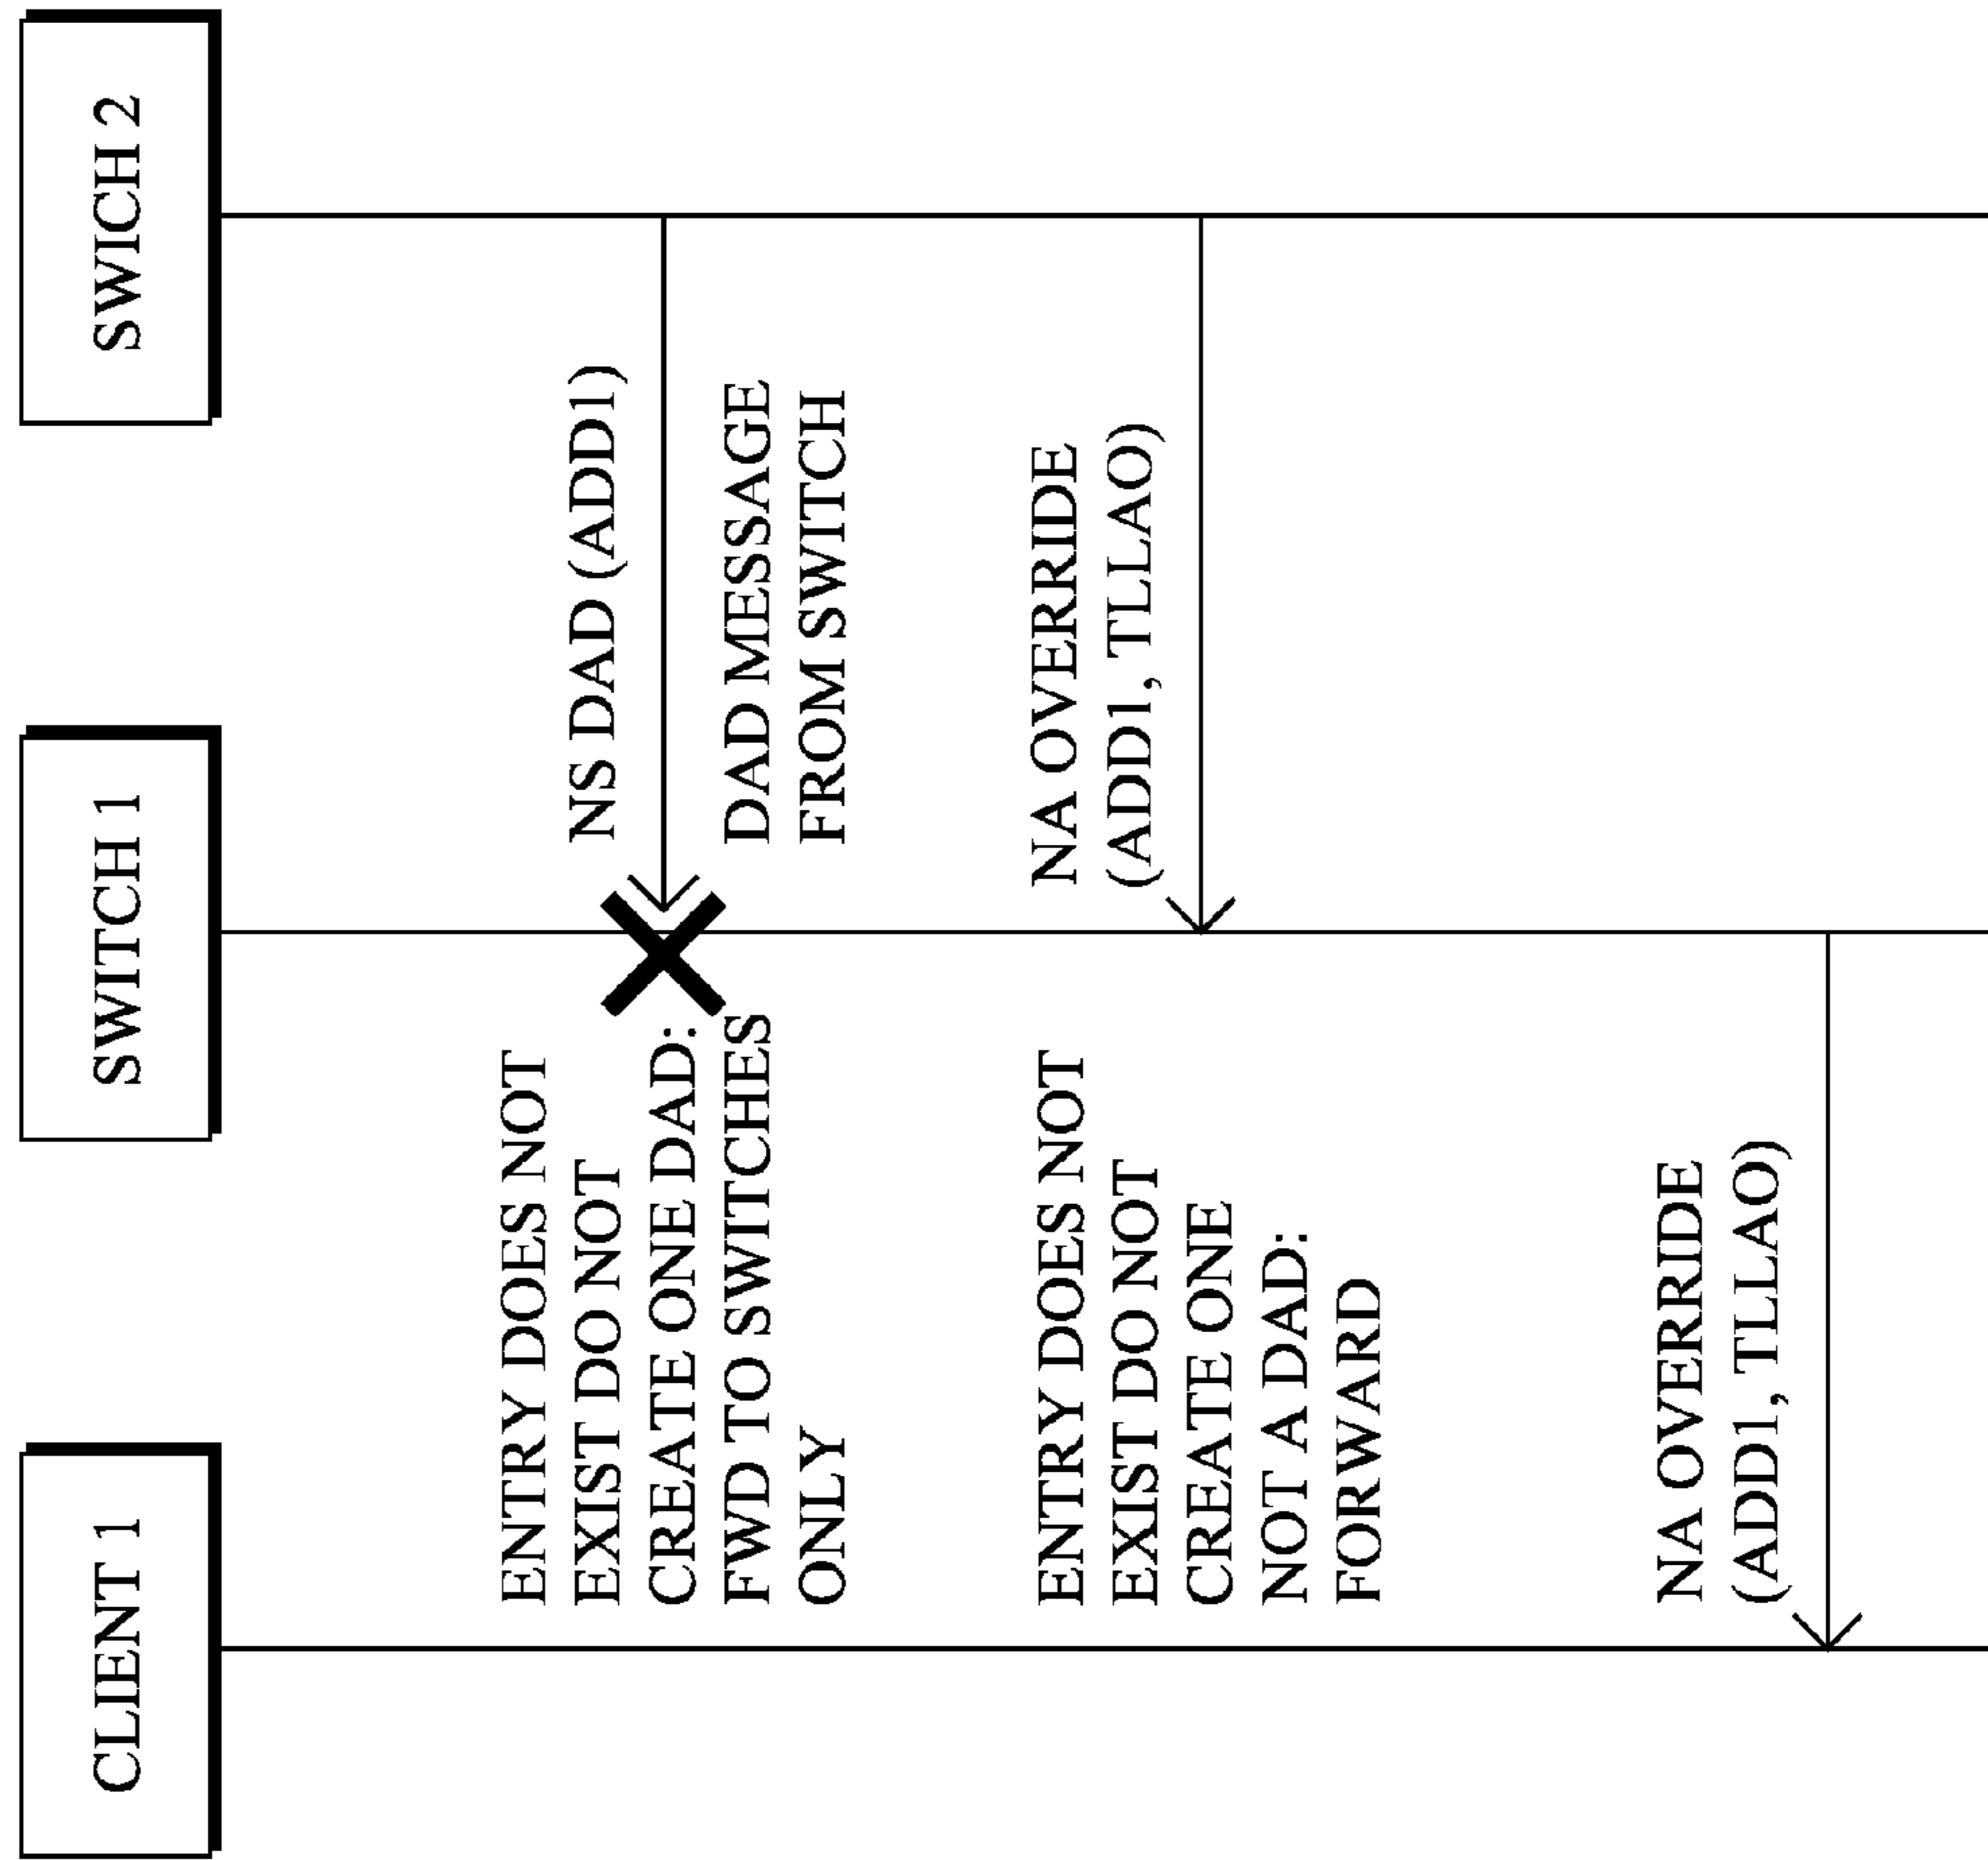 CLIENT 1
SWITCH 1
SWICH 2
ENTRY DOES NOT
EXIST DO NOT
CREATE ONE DAD:
FWD TO SWITCHES
ONLY
NS DAD (ADD1)
DAD MESSAGE
FROM SWITCH
ENTRY DOES NOT
EXIST DO NOT
CREATE ONE
NOT A DAD:
FORWARD
NA OVERRIDE
(ADD1, TLLAO)
NA OVERRIDE
(ADD1, TLLAO)